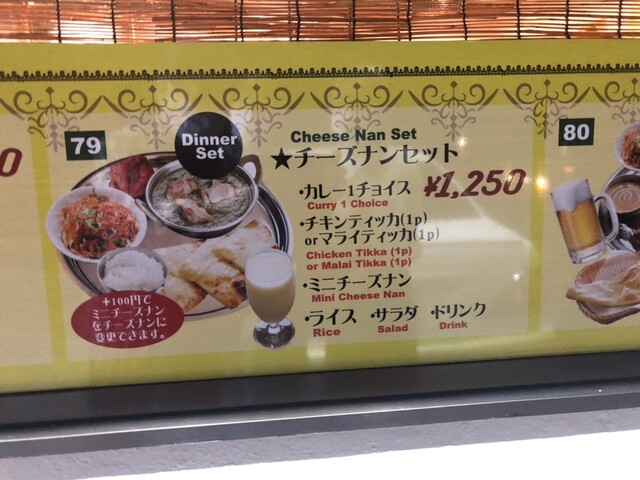 0
79
Dinner
Set
Cheese Nan Set
★チーズナンセット
・カレー1チョイス ¥1,250
Curry 1 Choice
・チキンティッカ(1p)
orマライティッカ(1p)
Chicken Tikka (1p)
or Malai Tikka (1p)
・ミニチーズナン
Mini Cheese Nan
・ライス ・サラダ ・ドリンク
Rice Salad Drink
+100円で
ミニチーズナン
をチーズナンに
変更できます。
80